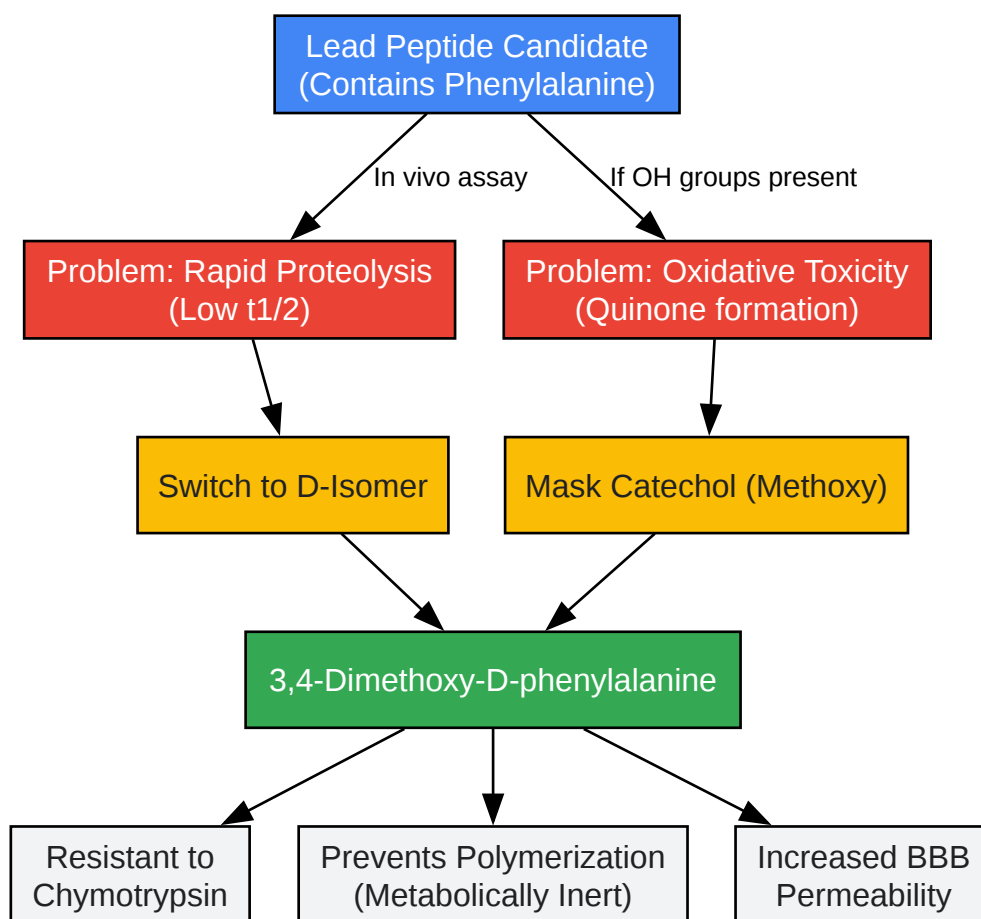 Lead Peptide Candidate
(Contains Phenylalanine)
In vivo assay
If OH groups present
Problem: Rapid Proteolysis
(Low t1/2)
Problem: Oxidative Toxicity
(Quinone formation)
Switch to D-Isomer
Mask Catechol (Methoxy)
3,4-Dimethoxy-D-phenylalanine
Resistant to
Chymotrypsin
Prevents Polymerization
(Metabolically Inert)
Increased BBB
Permeability